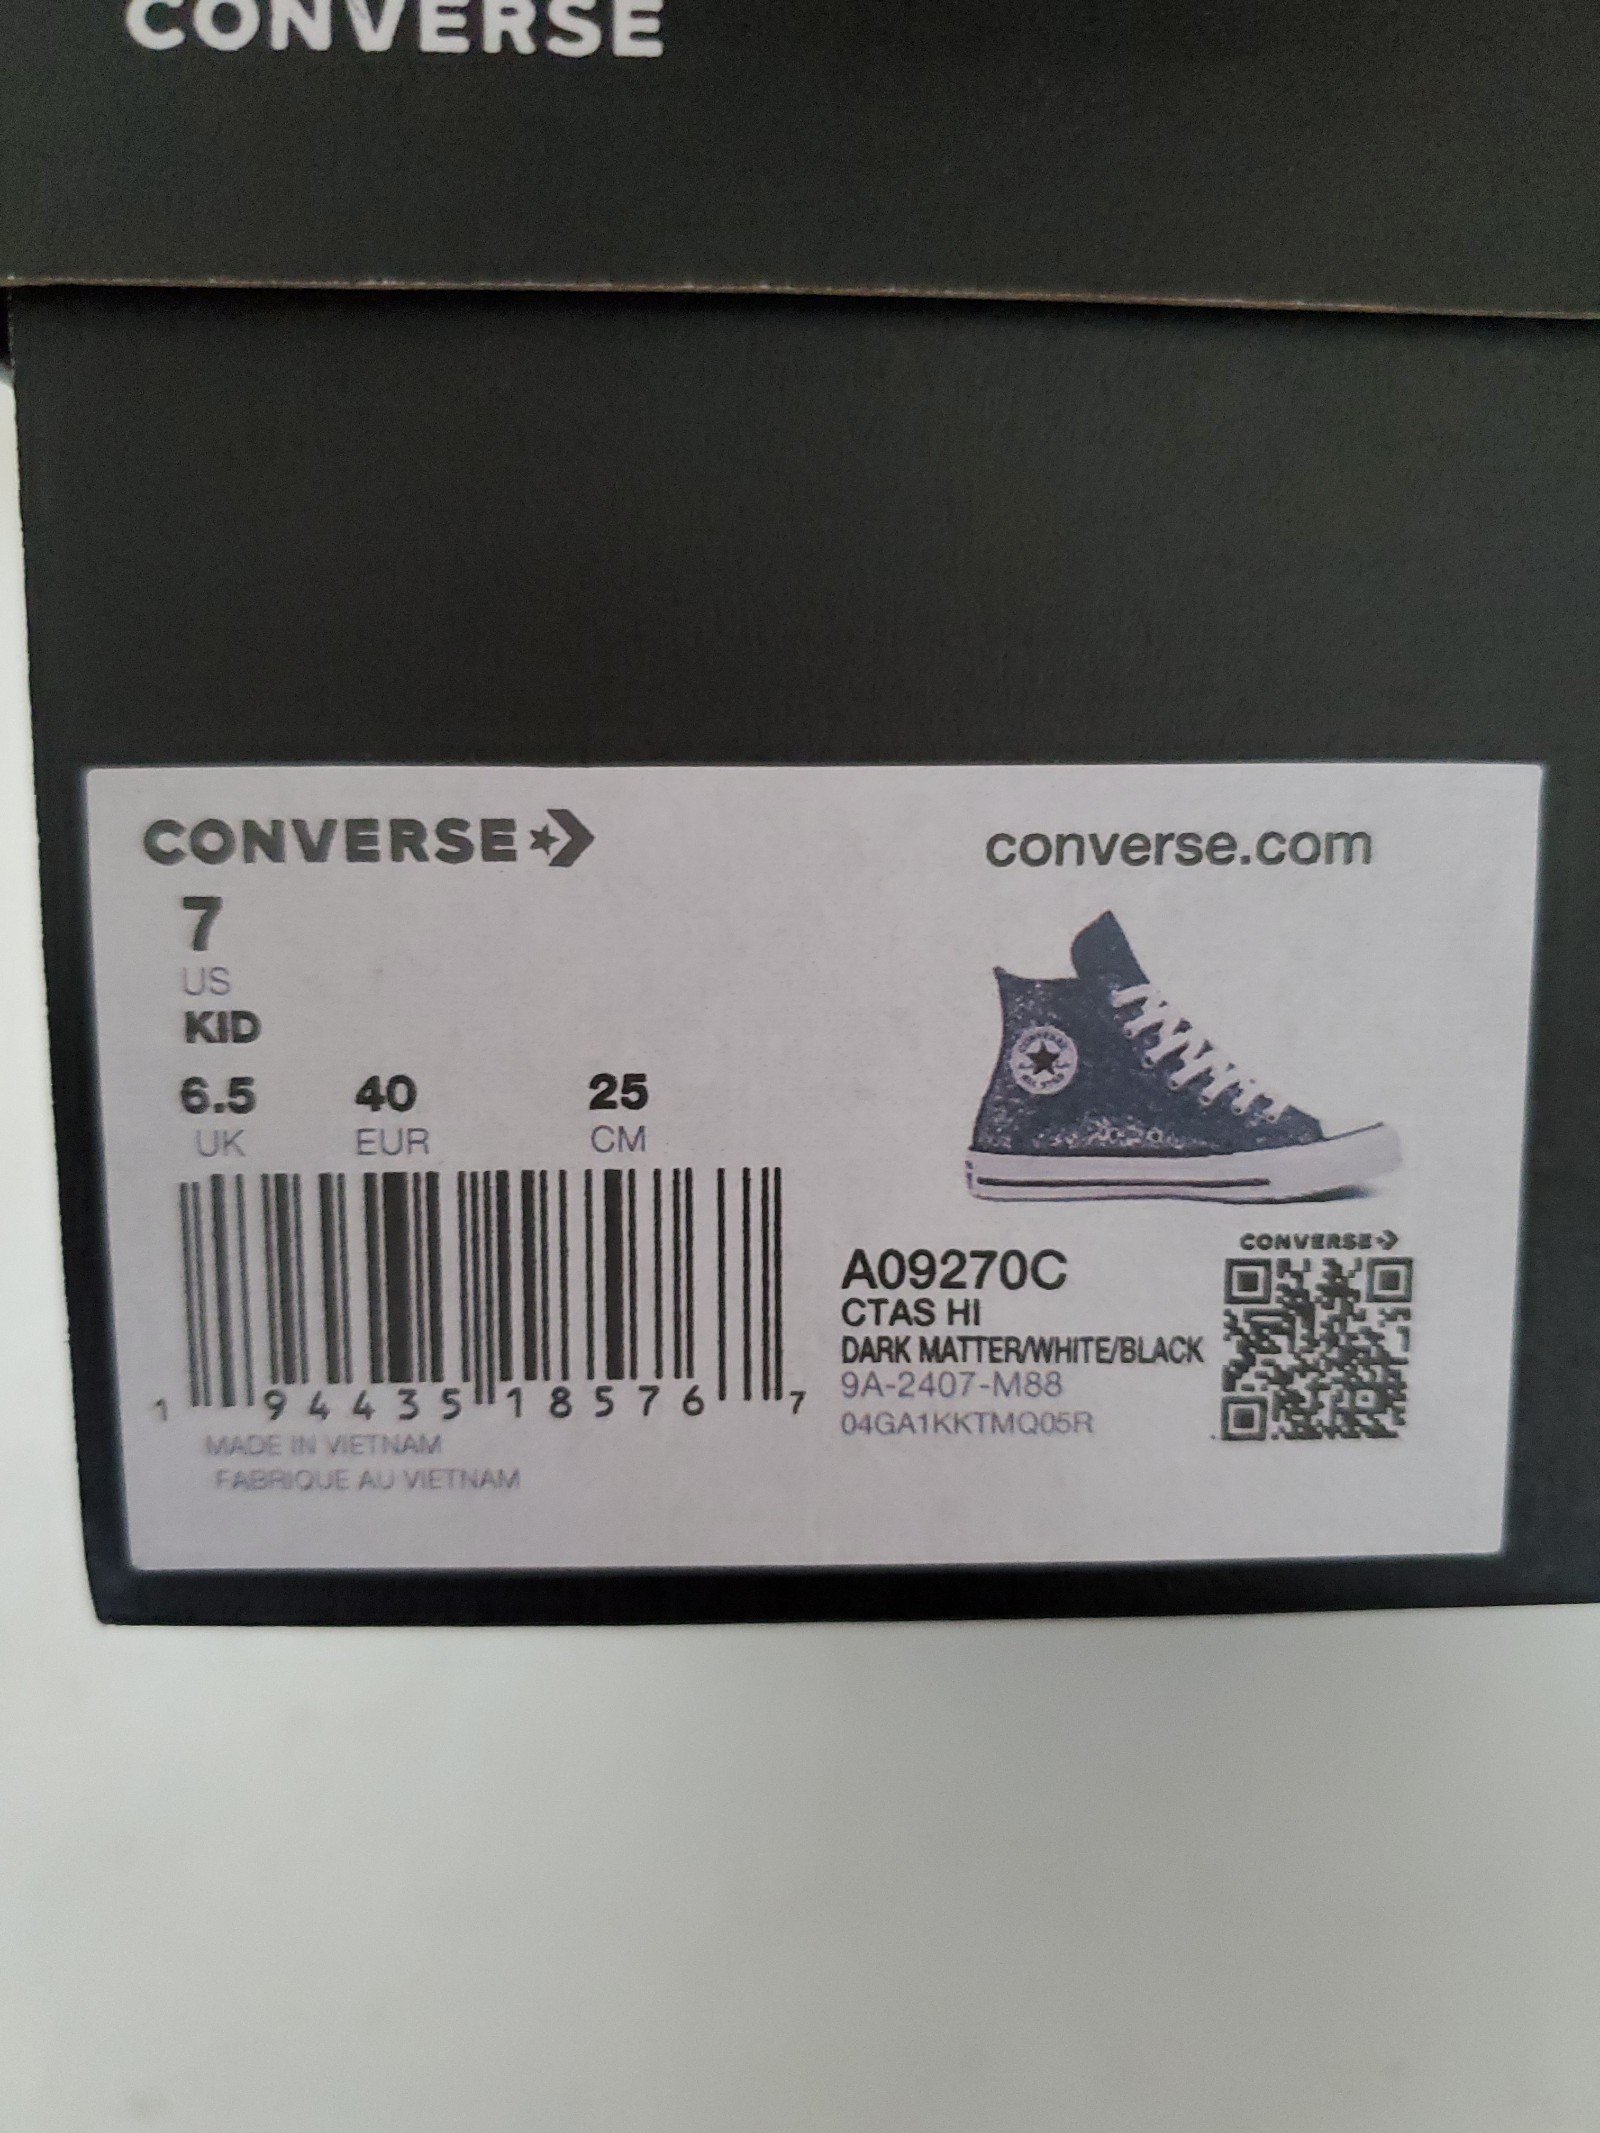 CONVERSE
CONVERSE
converse.com
7
US
KID
6.5 40 25
UK EUR CM
1 94435 18576 7
MADE IN VIETNAM
FABRIQUE AU VIETNAM
A09270C
CTAS HI
DARK MATTER/WHITE/BLACK
9A-2407-M88
04GA1KKTMQ05R
CONVERSE